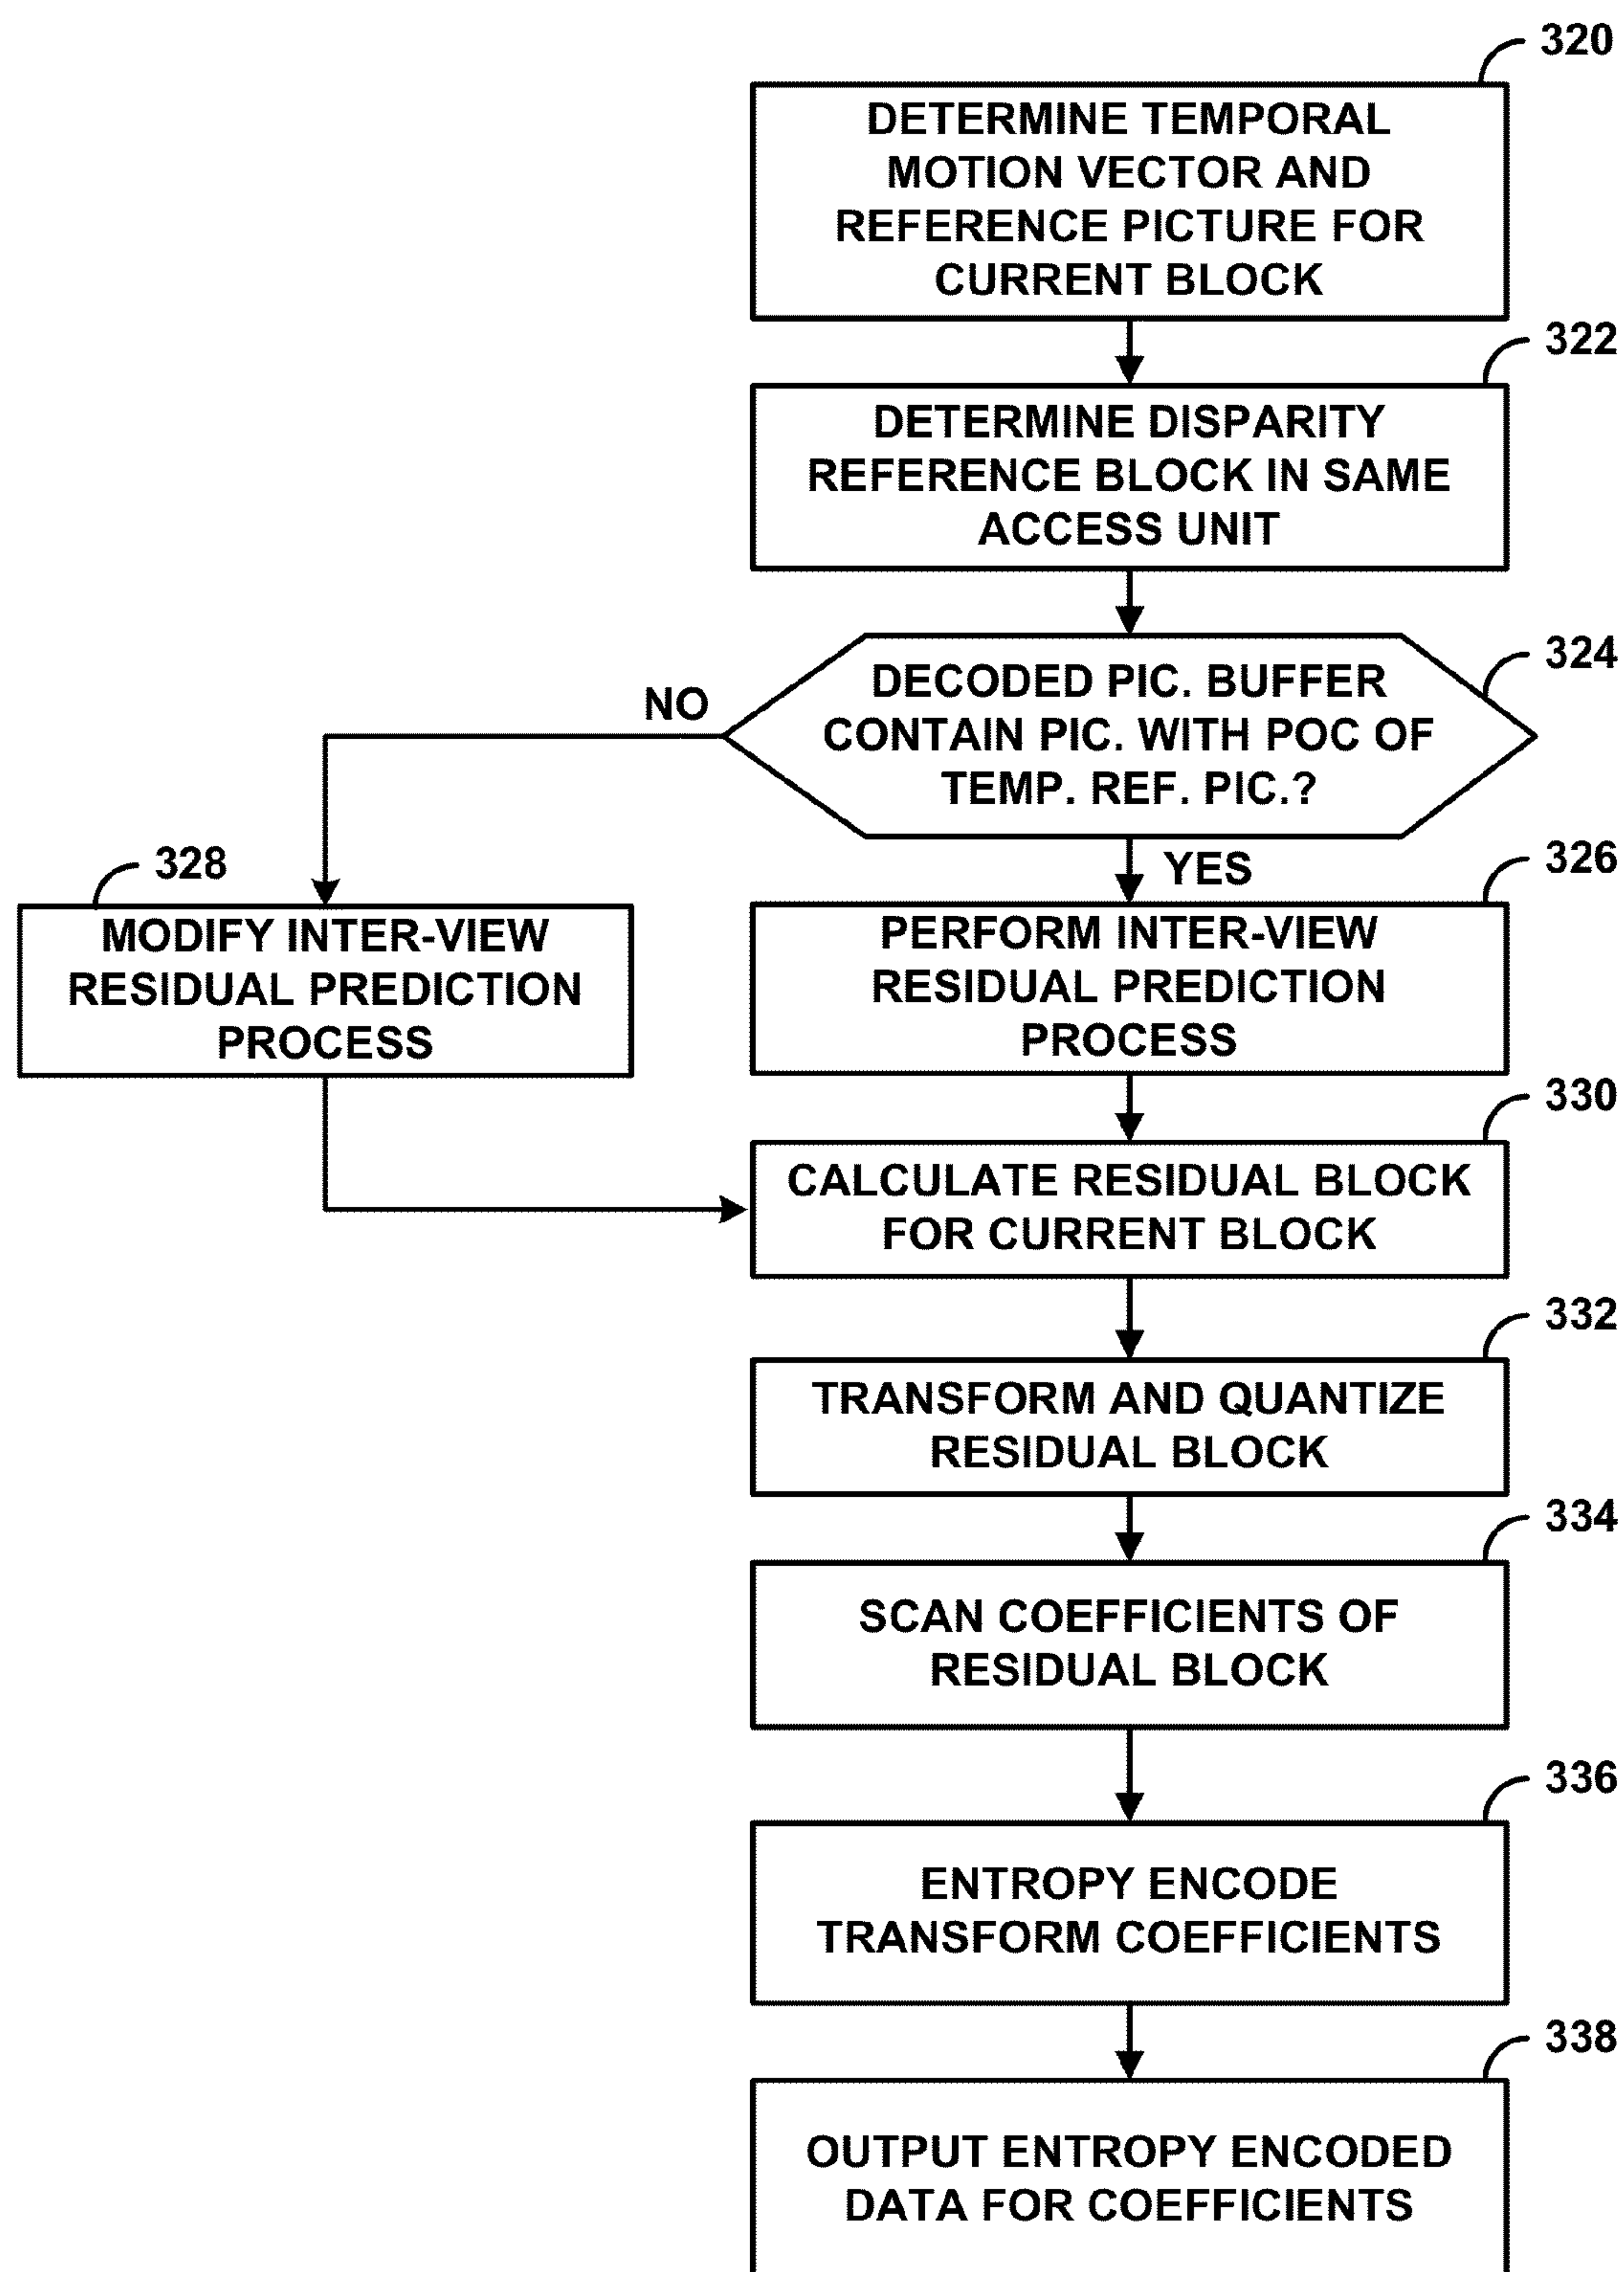 320
DETERMINE TEMPORAL
MOTION VECTOR AND
REFERENCE PICTURE FOR
CURRENT BLOCK
322
DETERMINE DISPARITY
REFERENCE BLOCK IN SAME
ACCESS UNIT
324
DECODED PIC. BUFFER
CONTAIN PIC. WITH POC OF
TEMP. REF. PIC.?
NO
YES
328
MODIFY INTER-VIEW
RESIDUAL PREDICTION
PROCESS
326
PERFORM INTER-VIEW
RESIDUAL PREDICTION
PROCESS
330
CALCULATE RESIDUAL BLOCK
FOR CURRENT BLOCK
332
TRANSFORM AND QUANTIZE
RESIDUAL BLOCK
334
SCAN COEFFICIENTS OF
RESIDUAL BLOCK
336
ENTROPY ENCODE
TRANSFORM COEFFICIENTS
338
OUTPUT ENTROPY ENCODED
DATA FOR COEFFICIENTS